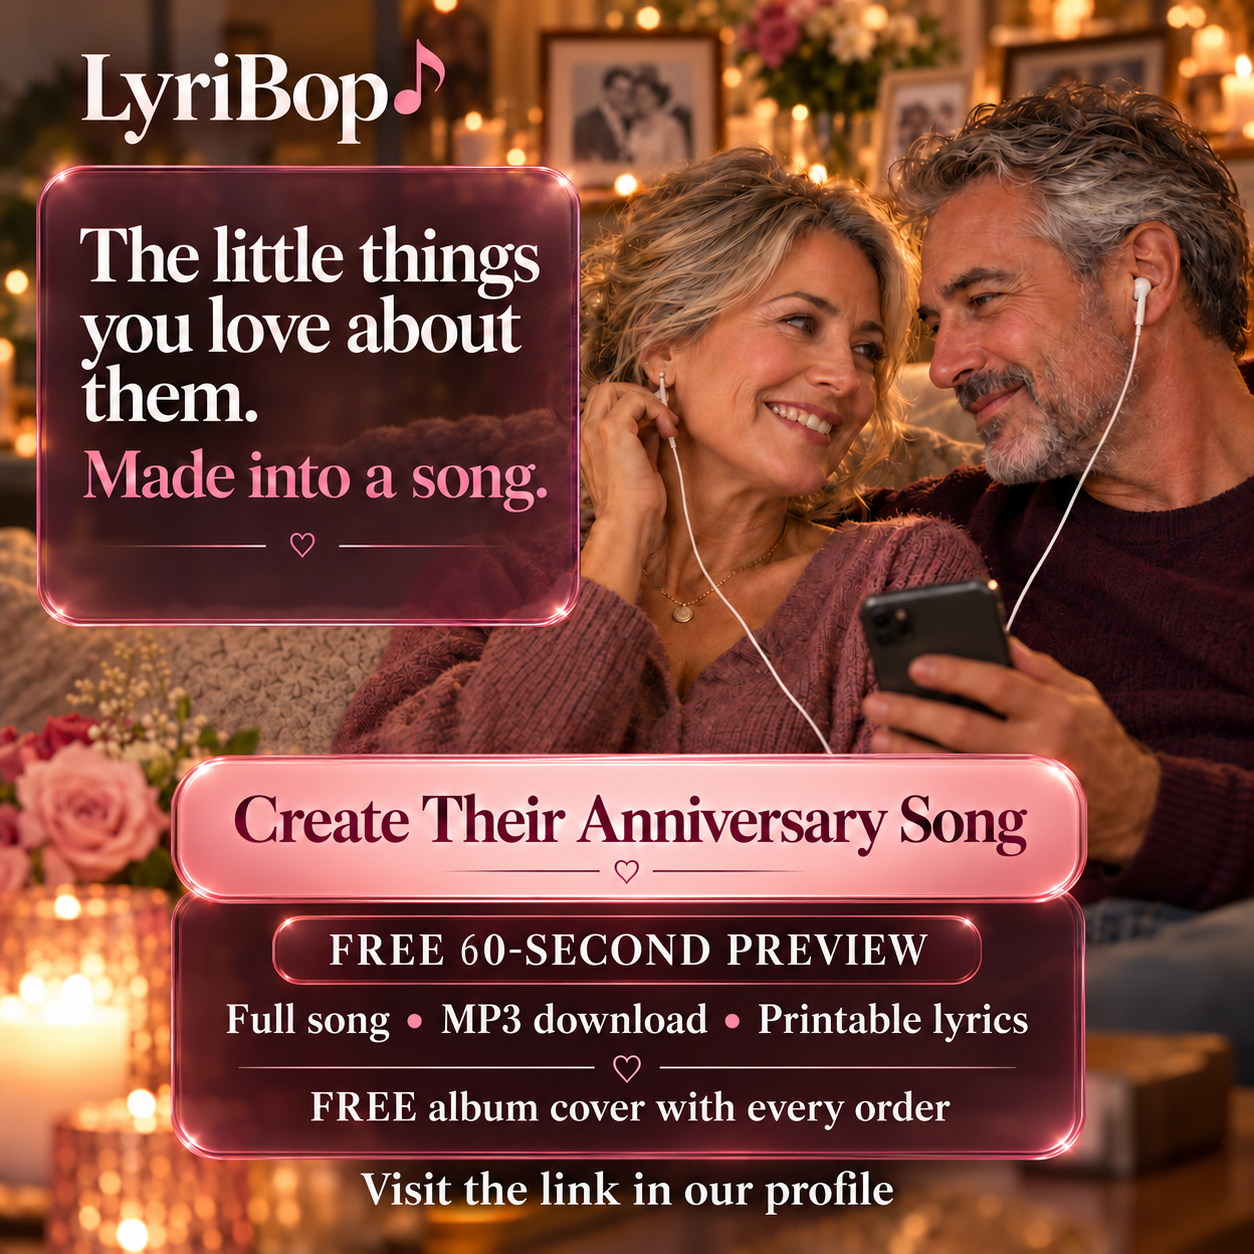 LyriBop
The little things
you love about
them.
Made into a song.
Create Their Anniversary Song
FREE 60-SECOND PREVIEW
Full song • MP3 download • Printable lyrics
FREE album cover with every order
Visit the link in our profile